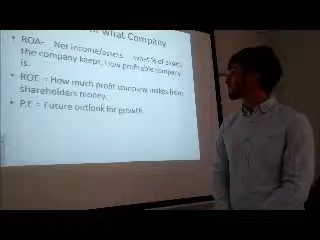 what Company
• ROA- Net income/assets what % of assets
the company keeps. How profitable company
is.
• ROE = How much profit company makes from
shareholders money.
• P.E = Future outlook for growth.